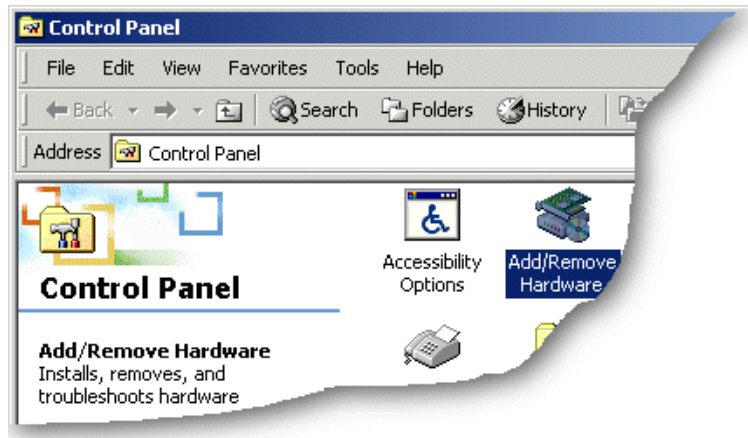 Control Panel
File Edit View Favorites Tools Help
Back Search Folders History
Address Control Panel
Accessibility Options
Add/Remove Hardware
Control Panel
Add/Remove Hardware
Installs, removes, and
troubleshoots hardware